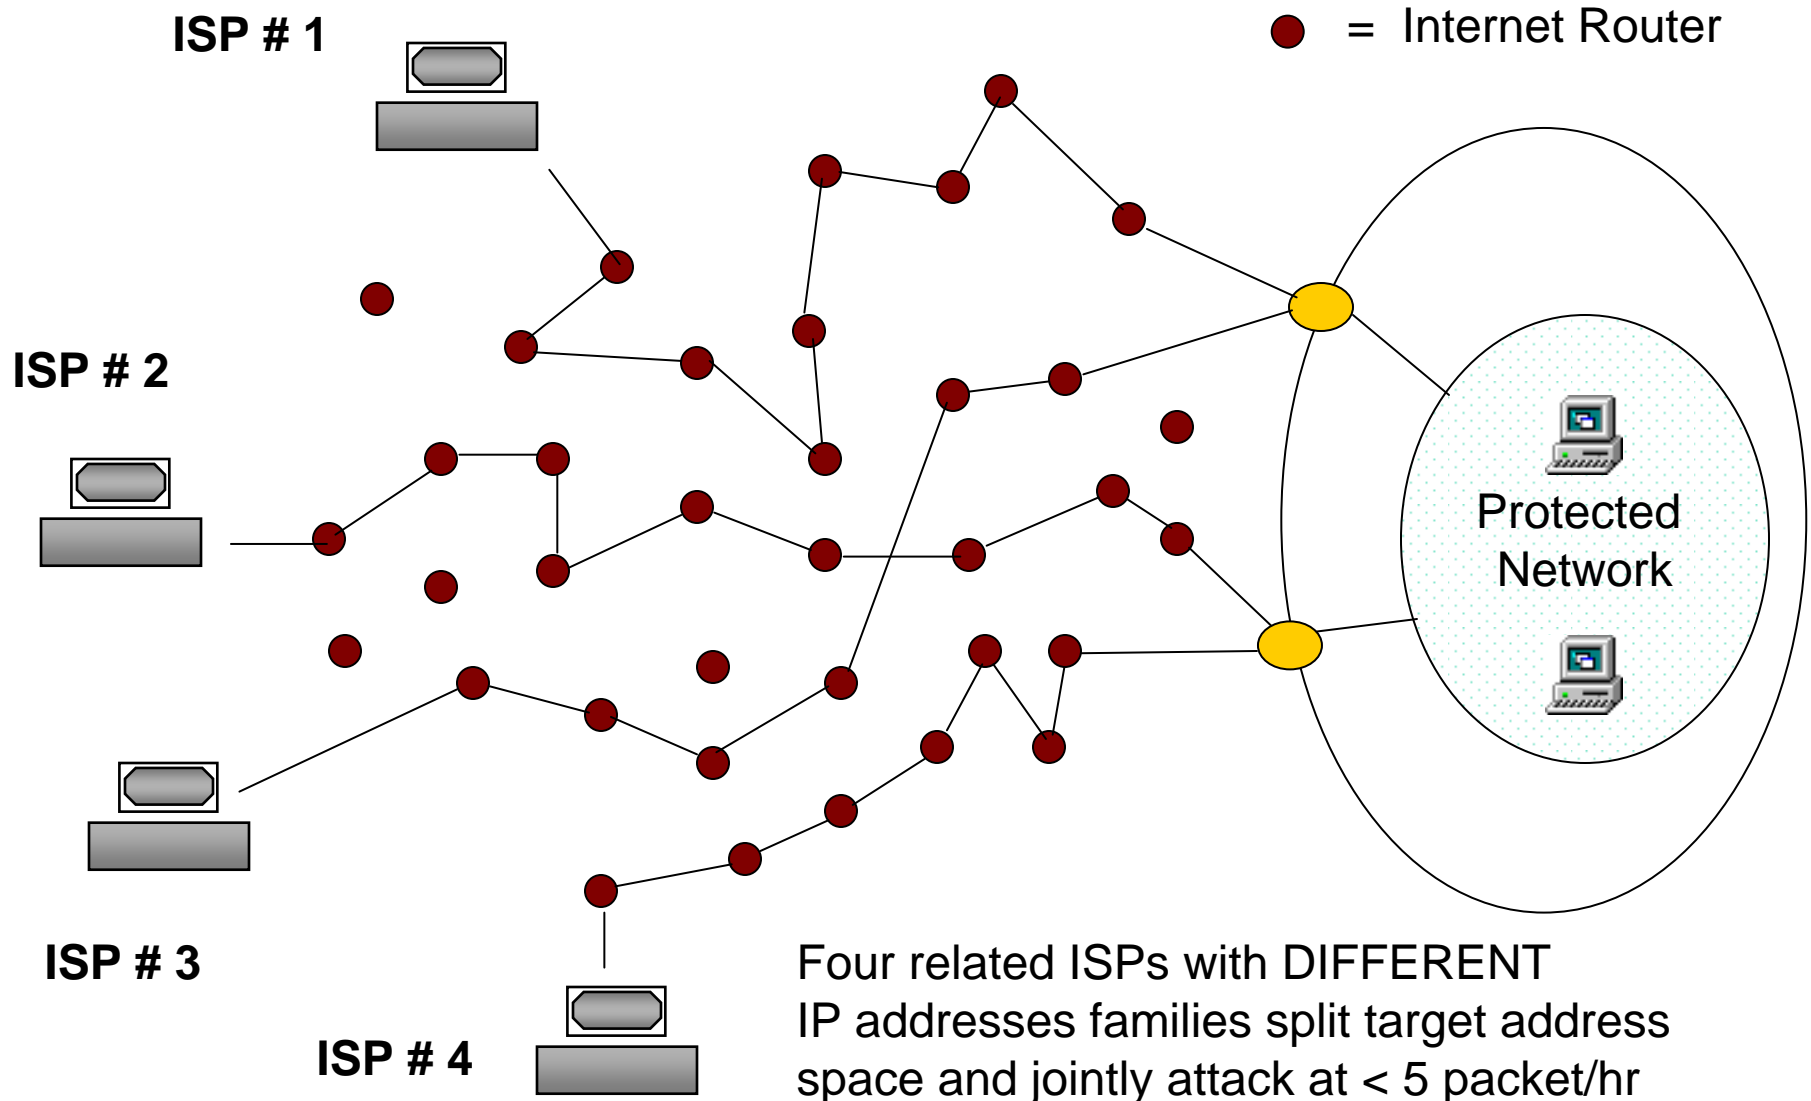 ISP # 1
= Internet Router
ISP # 2
Protected
Network
ISP # 3
ISP # 4
Four related ISPs with DIFFERENT
IP addresses families split target address
space and jointly attack at < 5 packet/hr